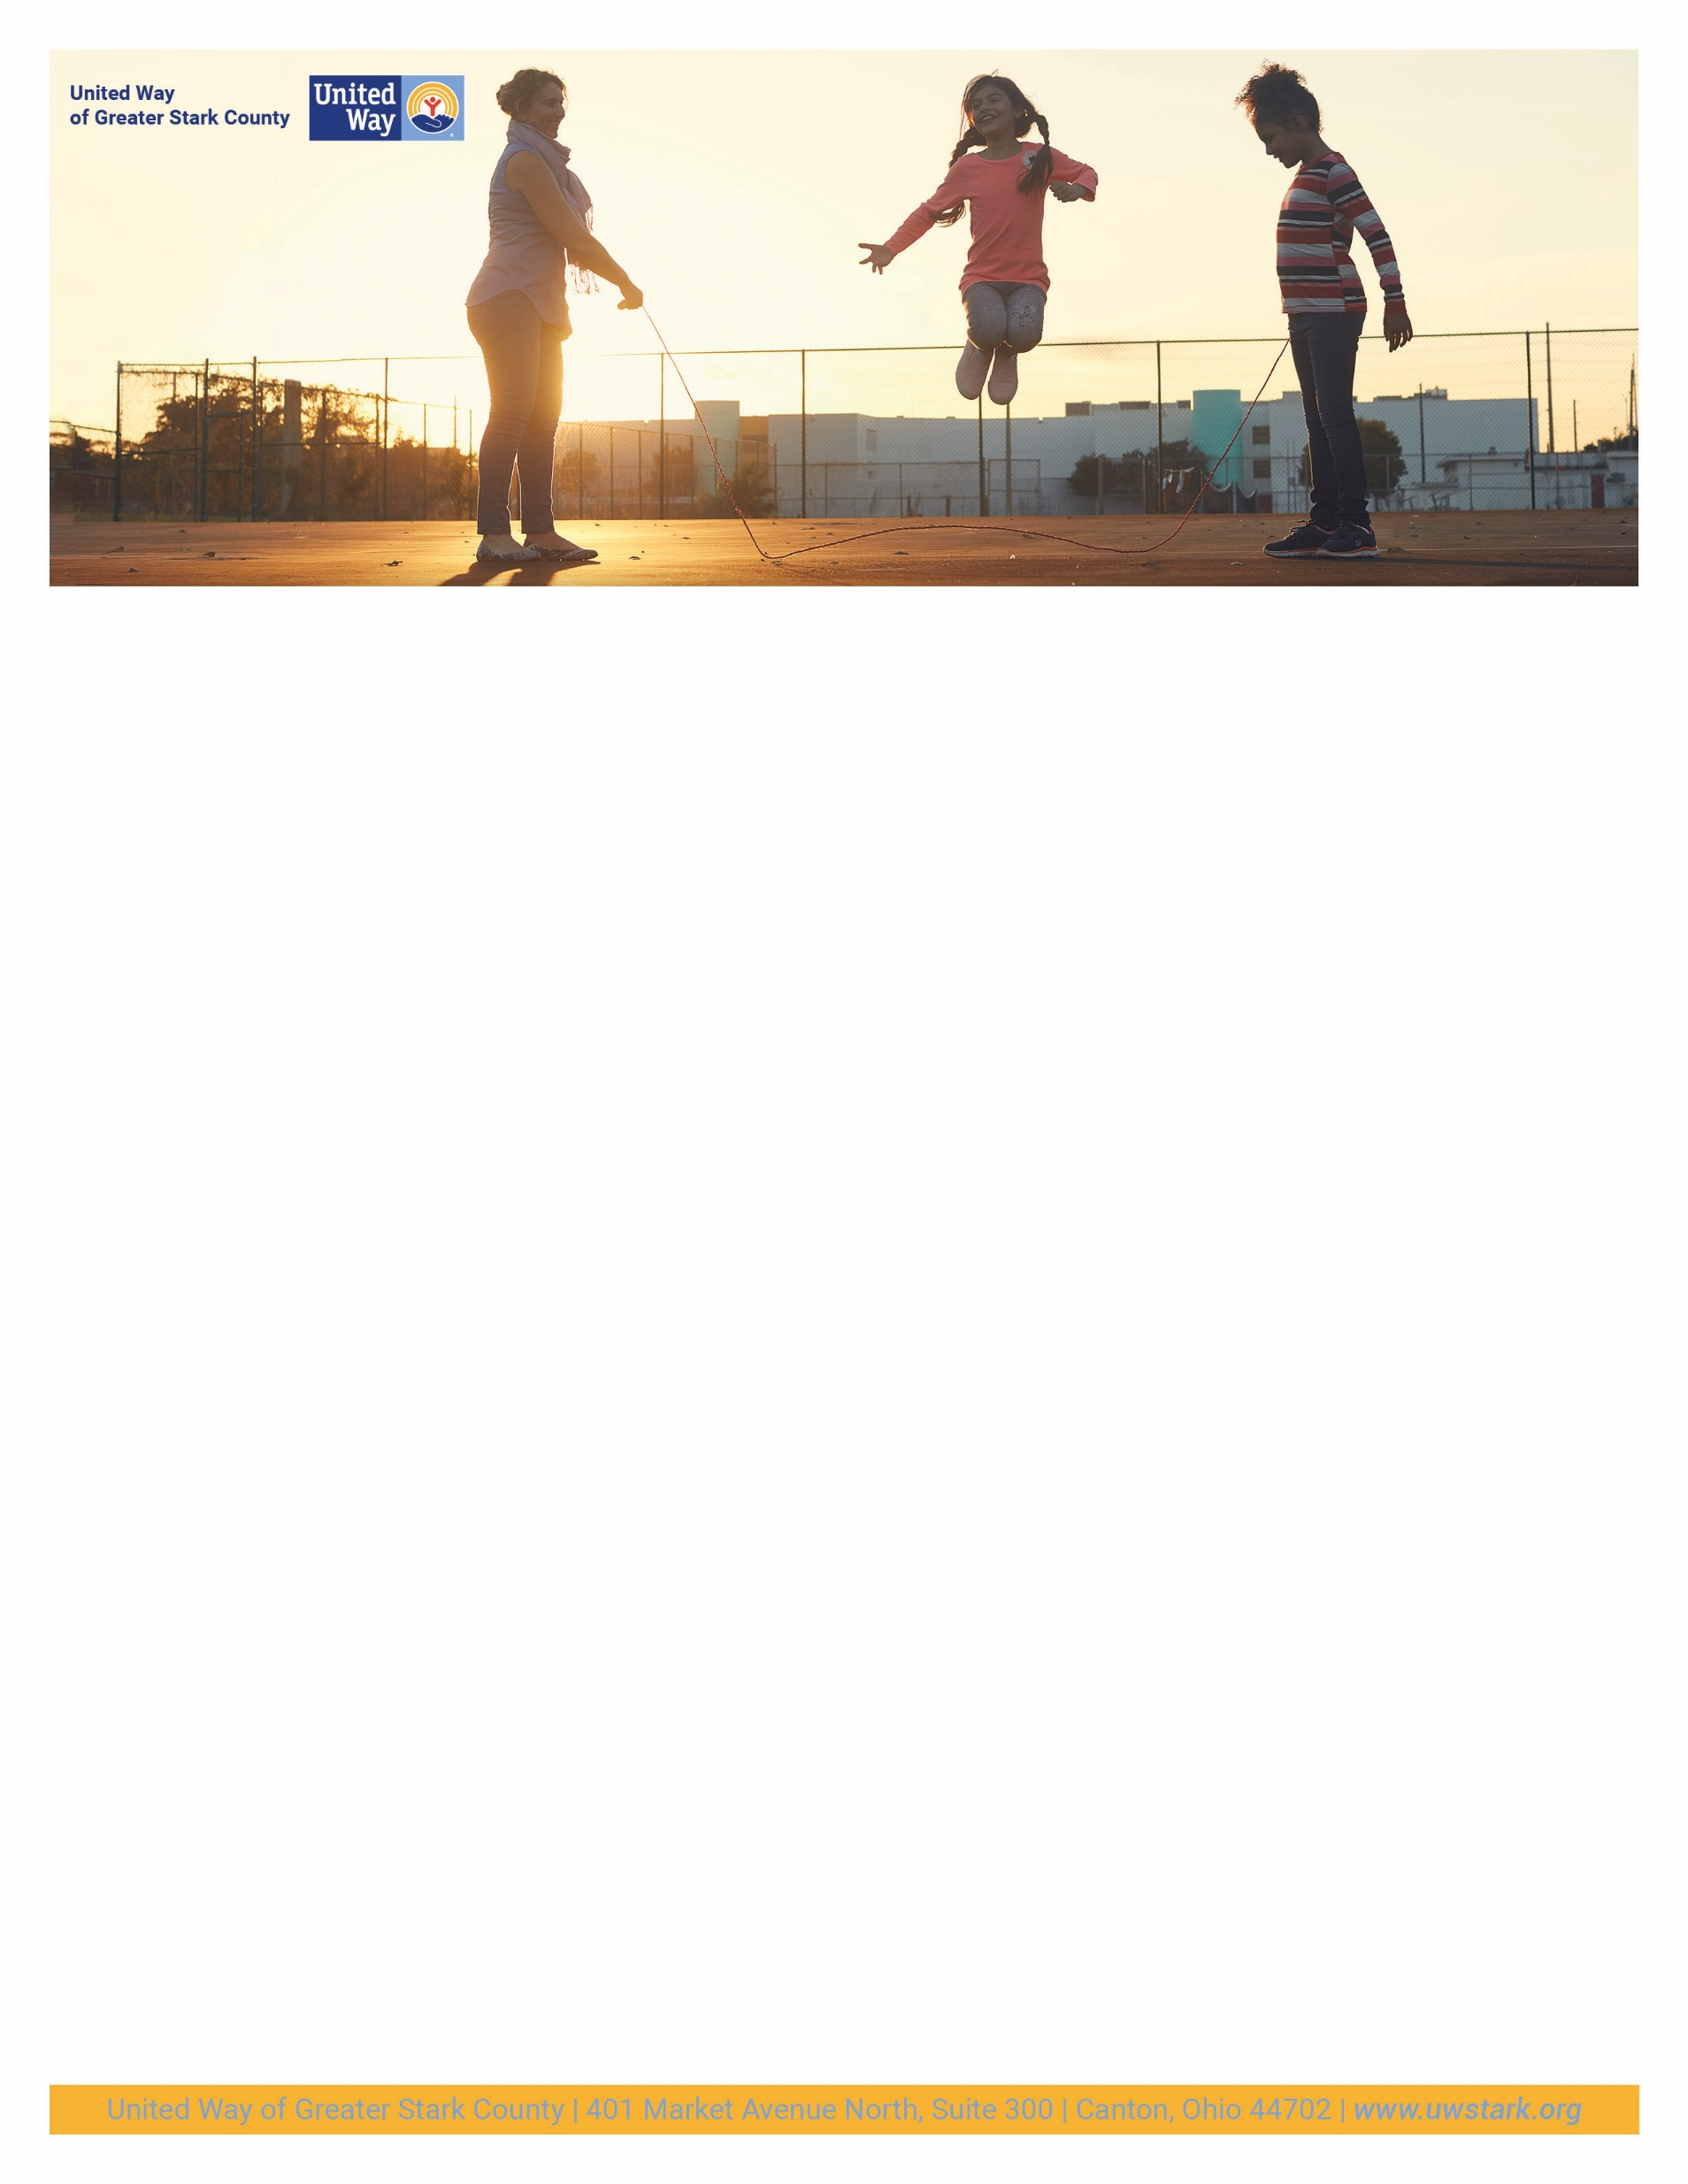 United Way
of Greater Stark County
United
Way
United Way of Greater Stark County | 401 Market Avenue North, Suite 300 | Canton, Ohio 44702 | www.uwstark.org